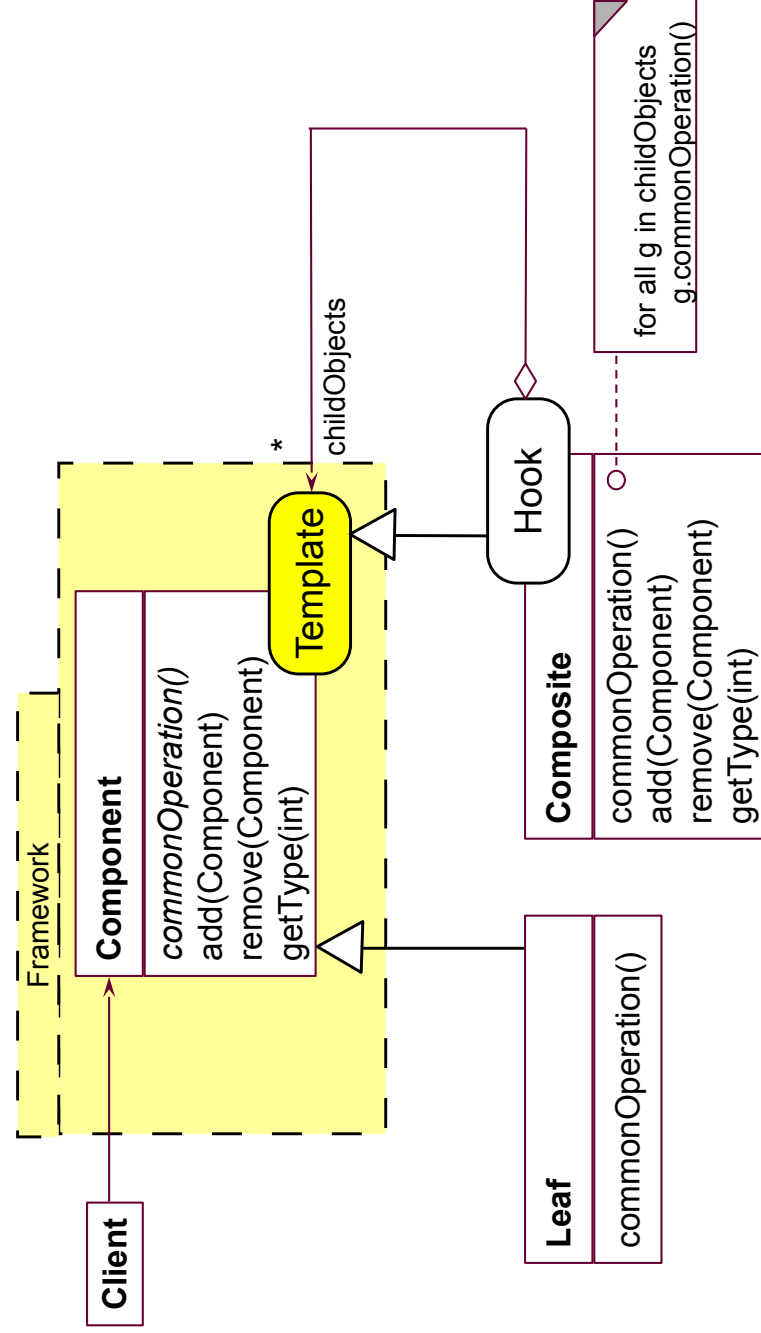 Framework
Client
Component
commonOperation()
add(Component)
remove(Component)
getType(int)
Template
*
childObjects
Leaf
commonOperation()
Hook
Composite
commonOperation()
add(Component)
remove(Component)
getType(int)
for all g in childObjects
g.commonOperation()